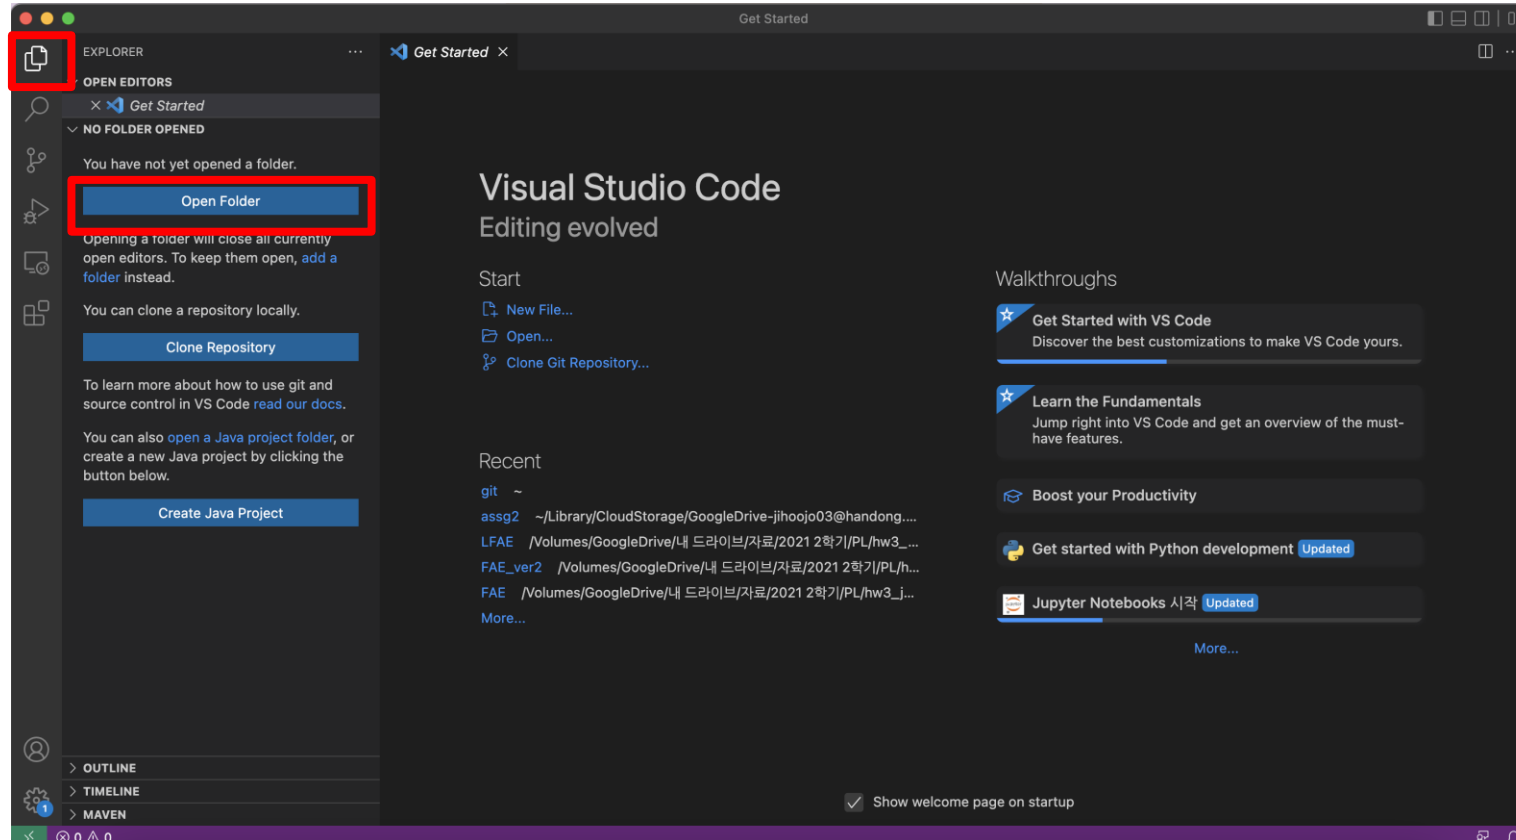 Get Started
EXPLORER
Get Started
OPEN EDITORS
Get Started
NO FOLDER OPENED
You have not yet opened a folder.
Open Folder
Opening a folder will close all currently
open editors. To keep them open, add a
folder instead.
You can clone a repository locally.
Clone Repository
To learn more about how to use git and
source control in VS Code read our docs.
You can also open a Java project folder, or
create a new Java project by clicking the
button below.
Create Java Project
OUTLINE
TIMELINE
MAVEN
1
0 0
Visual Studio Code
Editing evolved
Start
New File...
Open...
Clone Git Repository...
Recent
git ~
assg2 ~/Library/CloudStorage/GoogleDrive-jihoojo03@handong....
LFAE /Volumes/GoogleDrive/내 드라이브/자료/2021 2학기/PL/hw3_...
FAE_ver2 /Volumes/GoogleDrive/내 드라이브/자료/2021 2학기/PL/h...
FAE /Volumes/GoogleDrive/내 드라이브/자료/2021 2학기/PL/hw3_j...
More...
Walkthroughs
Get Started with VS Code
Discover the best customizations to make VS Code yours.
Learn the Fundamentals
Jump right into VS Code and get an overview of the must-
have features.
Boost your Productivity
Get started with Python development Updated
Jupyter Notebooks 시작 Updated
More...
Show welcome page on startup